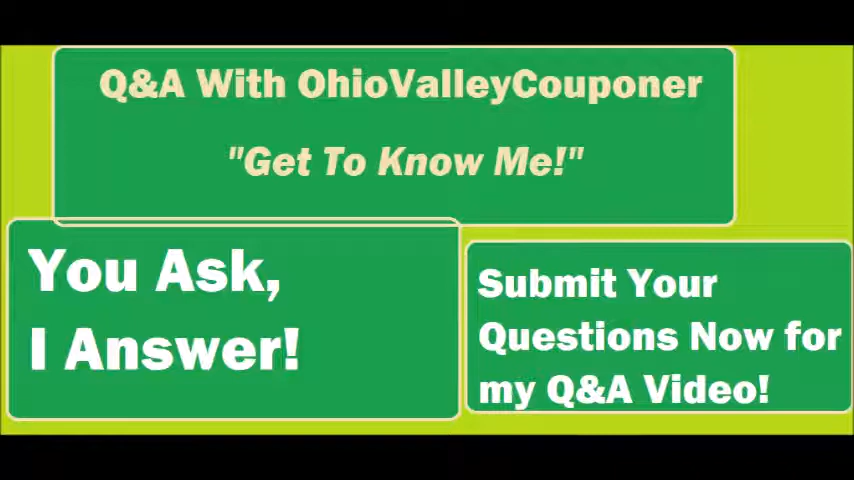 Q&A With OhioValleyCouponer
"Get To Know Me!"
You Ask,
I Answer!
Submit Your
Questions Now for
my Q&A Video!